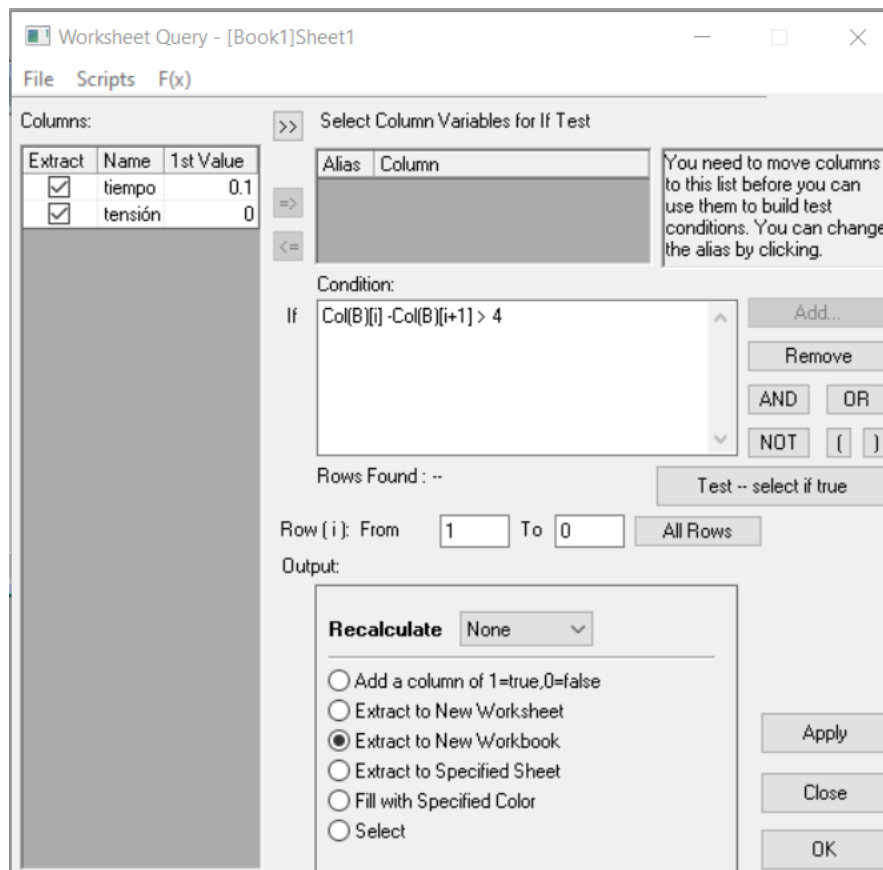 Worksheet Query - [Book1]Sheet1
File Scripts F(x)
Columns:
>> Select Column Variables for If Test
Extract Name 1st Value
tiempo 0.1
tensión 0
Alias Column
=>
<=
You need to move columns
to this list before you can
use them to build test
conditions. You can change
the alias by clicking.
Condition:
If Col(B)[i] -Col(B)[i+1] > 4
Add...
Remove
AND OR
NOT ( )
Rows Found : --
Test -- select if true
Row ( i ): From 1 To 0 All Rows
Output:
Recalculate None
Add a column of 1=true,0=false
Extract to New Worksheet
Extract to New Workbook
Extract to Specified Sheet
Fill with Specified Color
Select
Apply
Close
OK